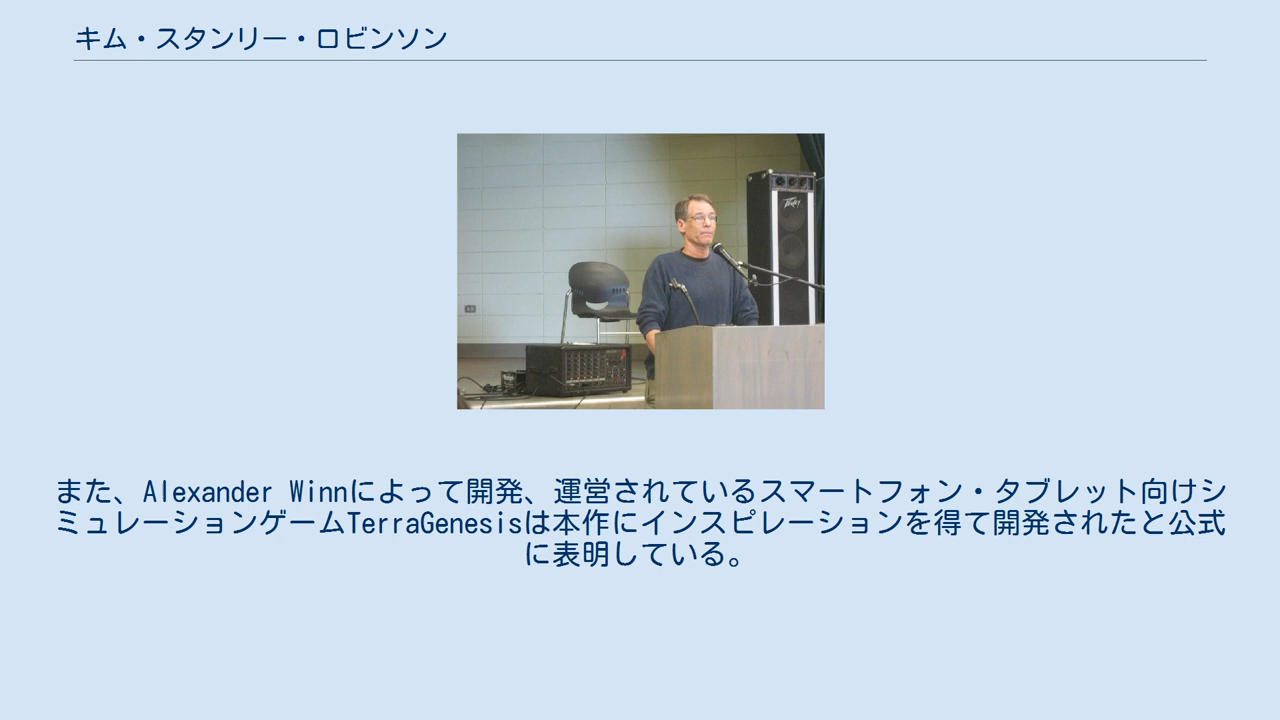 キム・スタンリー・ロビンソン
PEAVEY
また、Alexander Winnによって開発、運営されているスマートフォン・タブレット向けシ
ミュレーションゲームTerraGenesisは本作にインスピレーションを得て開発されたと公式
に表明している。